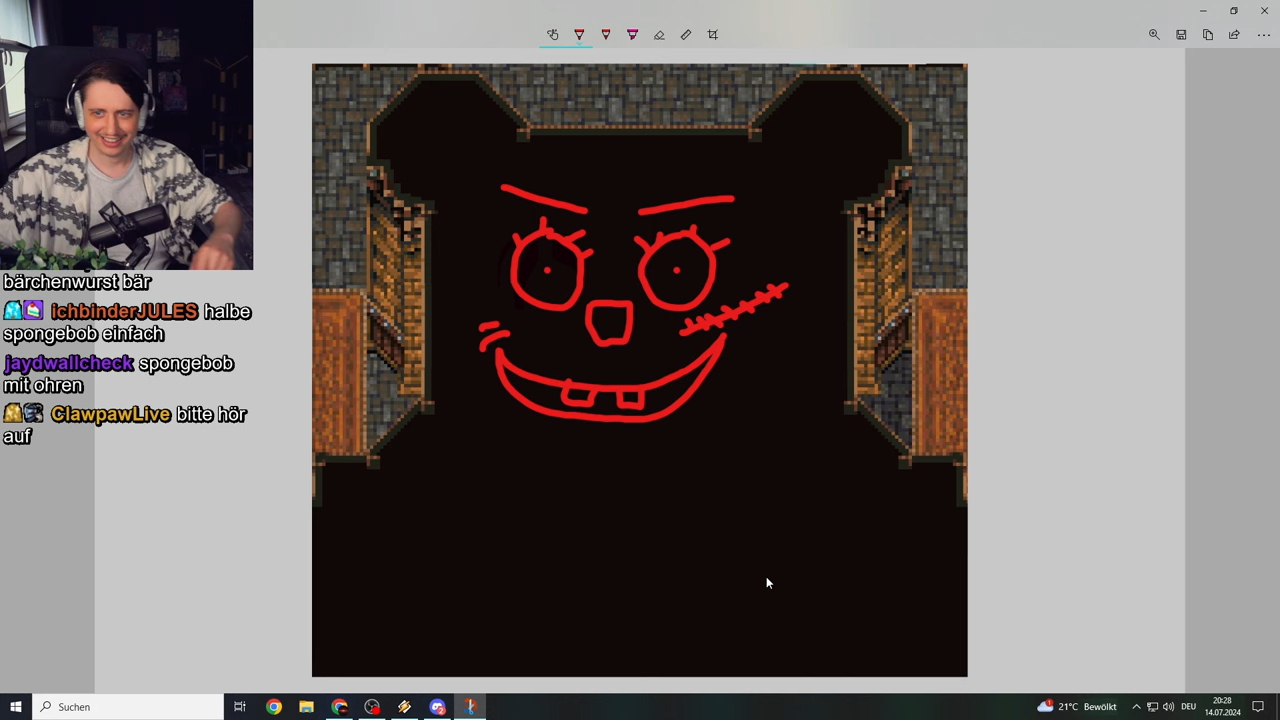 bärchenwurst bär
ichbinderJULES halbe
spongebob einfach
jaydwallcheck spongebob
mit ohren
ClawpawLive bitte hör
auf
Suchen
21°C Bewölkt
DEU
20:28
14.07.2024